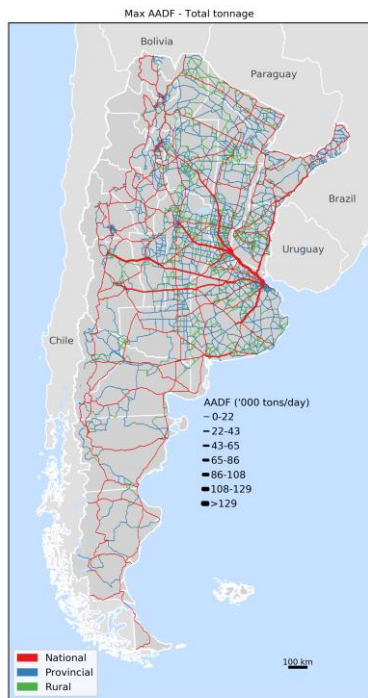 Max AADF - Total tonnage
Bolivia
Paraguay
Brazil
Uruguay
Chile
AADF ('000 tons/day)
0-22
22-43
43-65
65-86
86-108
108-129
>129
National
Provincial
Rural
100 km